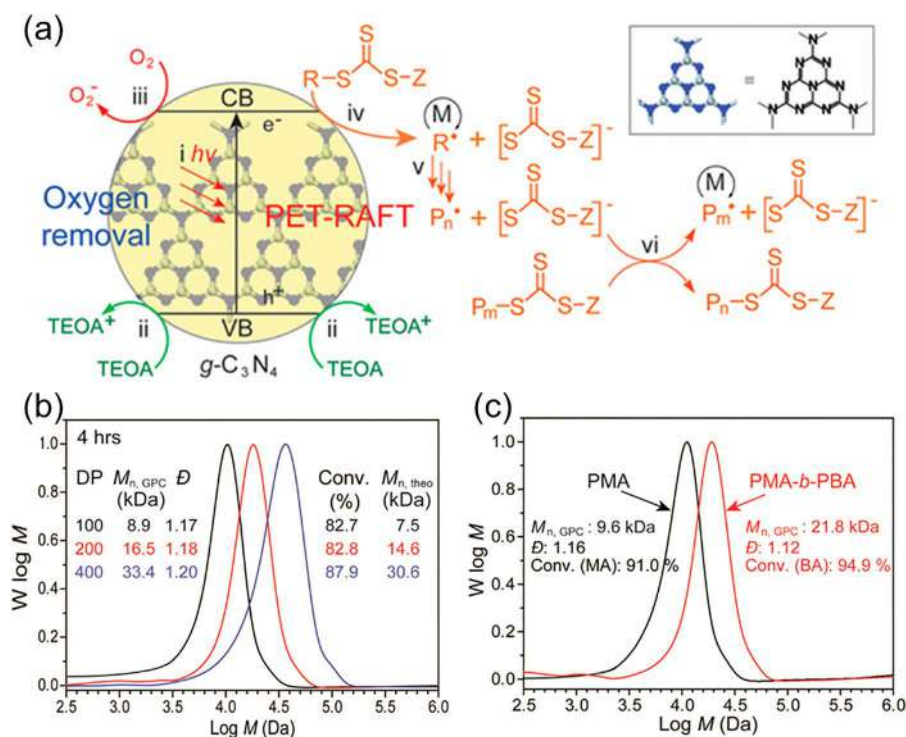 (a)
O₂
O₂⁻
iii
CB
e⁻
i hν
Oxygen
removal
PET-RAFT
h⁺
TEOA⁺
ii
VB
ii
TEOA⁺
TEOA
g-C₃N₄
TEOA
S
R-S S-Z
iv
M
R• + [S S-Z]⁻
S
v
Pn• + [S S-Z]⁻
S
vi
S
Pm-S S-Z
M
Pm• + [S S-Z]⁻
S
S
Pn-S S-Z
N N N N N N N N N N
≡
(b)
4 hrs
DP Mn, GPC Đ Conv. Mn, theo
(kDa) (%) (kDa)
100 8.9 1.17 82.7 7.5
200 16.5 1.18 82.8 14.6
400 33.4 1.20 87.9 30.6
W log M
1.0
0.8
0.6
0.4
0.2
0.0
2.5 3.0 3.5 4.0 4.5 5.0 5.5 6.0
Log M (Da)
(c)
PMA
Mn, GPC : 9.6 kDa
Đ: 1.16
Conv. (MA): 91.0 %
PMA-b-PBA
Mn, GPC : 21.8 kDa
Đ: 1.12
Conv. (BA): 94.9 %
W log M
1.0
0.8
0.6
0.4
0.2
0.0
2.5 3.0 3.5 4.0 4.5 5.0 5.5 6.0
Log M (Da)